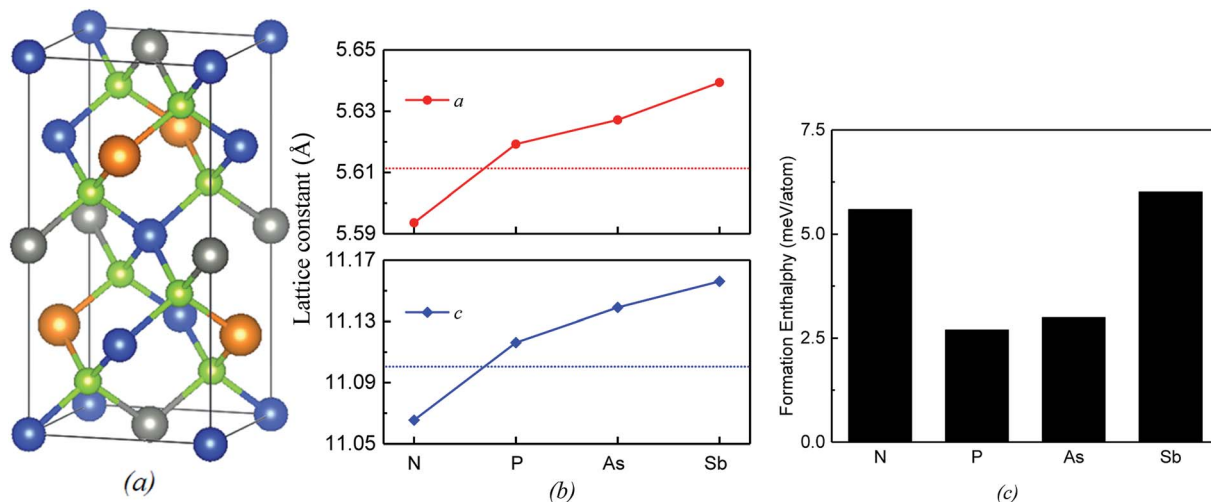 (a)
Lattice constant (Å)
5.65
5.63
5.61
5.59
a
11.17
11.13
11.09
11.05
c
N P As Sb
(b)
Formation Enthalphy (meV/atom)
7.5
5.0
2.5
0.0
N P As Sb
(c)